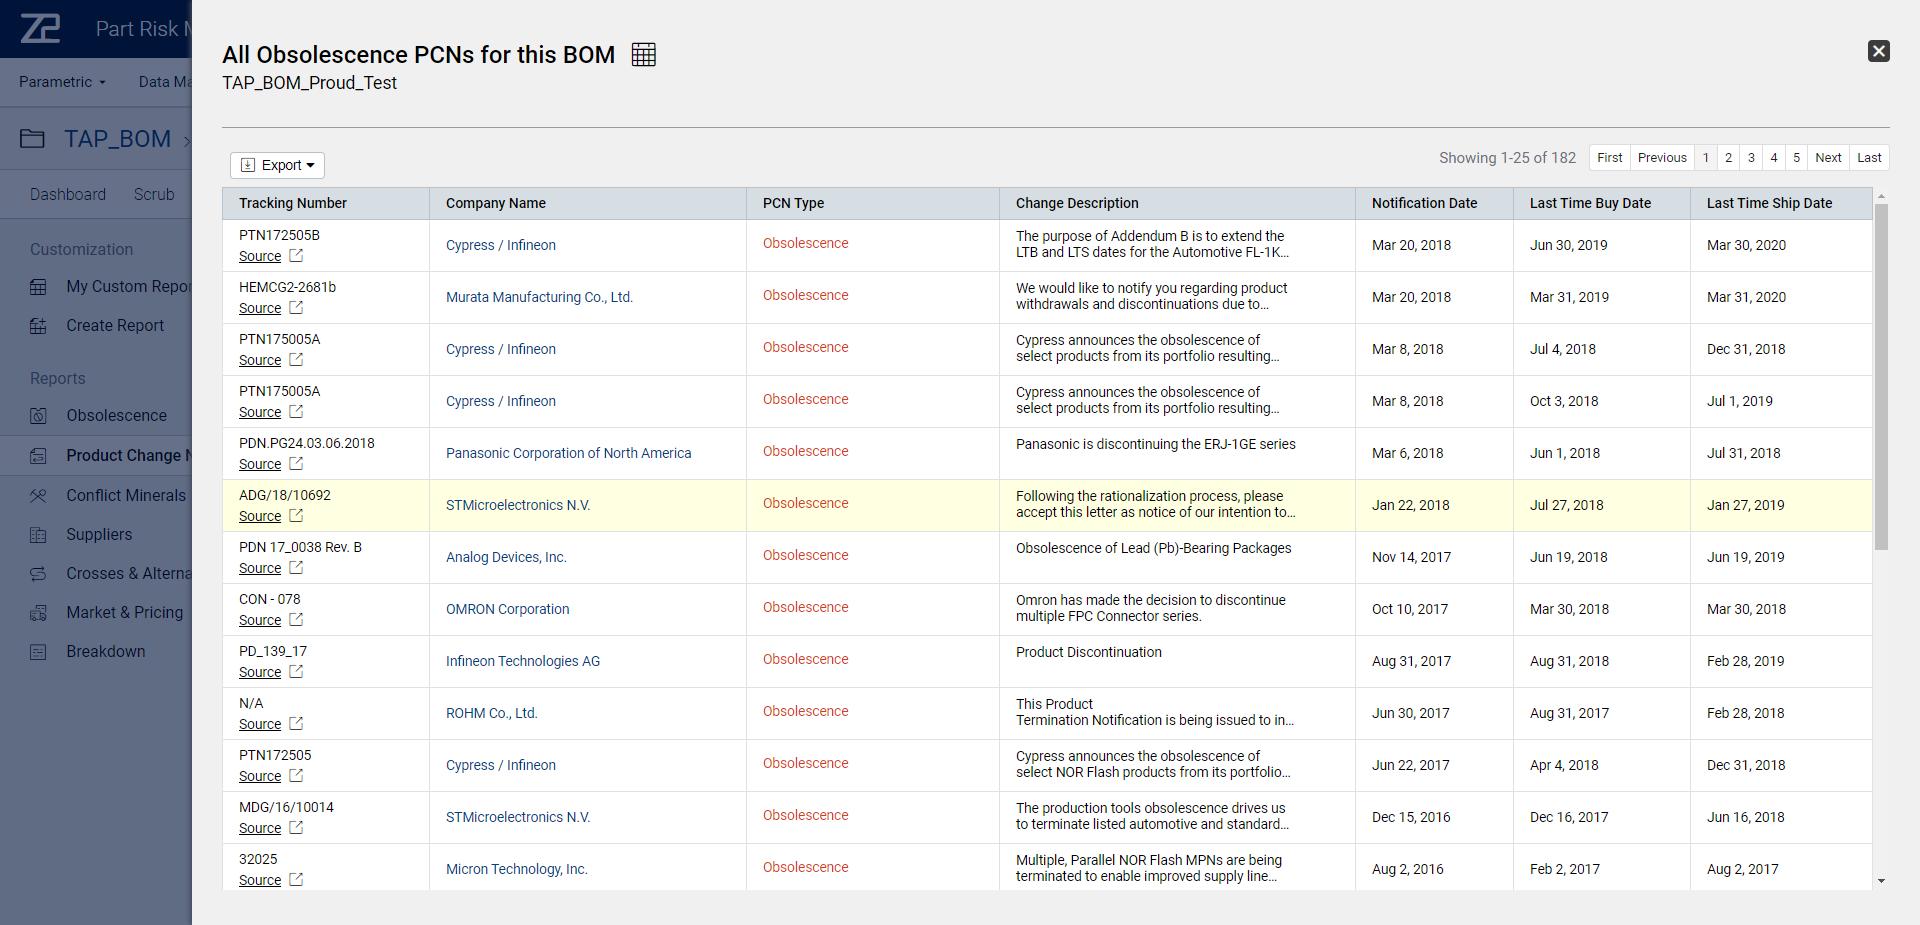 Z2
Part Risk M
Parametric
Data Ma
TAP_BOM
Dashboard
Scrub
Customization
My Custom Repor
Create Report
Reports
Obsolescence
Product Change N
Conflict Minerals
Suppliers
Crosses & Alterna
Market & Pricing
Breakdown
All Obsolescence PCNs for this BOM
TAP_BOM_Proud_Test
Export
Showing 1-25 of 182
First Previous 1 2 3 4 5 Next Last
Tracking Number Company Name PCN Type Change Description Notification Date Last Time Buy Date Last Time Ship Date
PTN172505B
Source
Cypress / Infineon
Obsolescence
The purpose of Addendum B is to extend the
LTB and LTS dates for the Automotive FL-1K...
Mar 20, 2018
Jun 30, 2019
Mar 30, 2020
HEMCG2-2681b
Source
Murata Manufacturing Co., Ltd.
Obsolescence
We would like to notify you regarding product
withdrawals and discontinuations due to...
Mar 20, 2018
Mar 31, 2019
Mar 31, 2020
PTN175005A
Source
Cypress / Infineon
Obsolescence
Cypress announces the obsolescence of
select products from its portfolio resulting...
Mar 8, 2018
Jul 4, 2018
Dec 31, 2018
PTN175005A
Source
Cypress / Infineon
Obsolescence
Cypress announces the obsolescence of
select products from its portfolio resulting...
Mar 8, 2018
Oct 3, 2018
Jul 1, 2019
PDN.PG24.03.06.2018
Source
Panasonic Corporation of North America
Obsolescence
Panasonic is discontinuing the ERJ-1GE series
Mar 6, 2018
Jun 1, 2018
Jul 31, 2018
ADG/18/10692
Source
STMicroelectronics N.V.
Obsolescence
Following the rationalization process, please
accept this letter as notice of our intention to...
Jan 22, 2018
Jul 27, 2018
Jan 27, 2019
PDN 17_0038 Rev. B
Source
Analog Devices, Inc.
Obsolescence
Obsolescence of Lead (Pb)-Bearing Packages
Nov 14, 2017
Jun 19, 2018
Jun 19, 2019
CON - 078
Source
OMRON Corporation
Obsolescence
Omron has made the decision to discontinue
multiple FPC Connector series.
Oct 10, 2017
Mar 30, 2018
Mar 30, 2018
PD_139_17
Source
Infineon Technologies AG
Obsolescence
Product Discontinuation
Aug 31, 2017
Aug 31, 2018
Feb 28, 2019
N/A
Source
ROHM Co., Ltd.
Obsolescence
This Product
Termination Notification is being issued to in...
Jun 30, 2017
Aug 31, 2017
Feb 28, 2018
PTN172505
Source
Cypress / Infineon
Obsolescence
Cypress announces the obsolescence of
select NOR Flash products from its portfolio...
Jun 22, 2017
Apr 4, 2018
Dec 31, 2018
MDG/16/10014
Source
STMicroelectronics N.V.
Obsolescence
The production tools obsolescence drives us
to terminate listed automotive and standard...
Dec 15, 2016
Dec 16, 2017
Jun 16, 2018
32025
Source
Micron Technology, Inc.
Obsolescence
Multiple, Parallel NOR Flash MPNs are being
terminated to enable improved supply line...
Aug 2, 2016
Feb 2, 2017
Aug 2, 2017